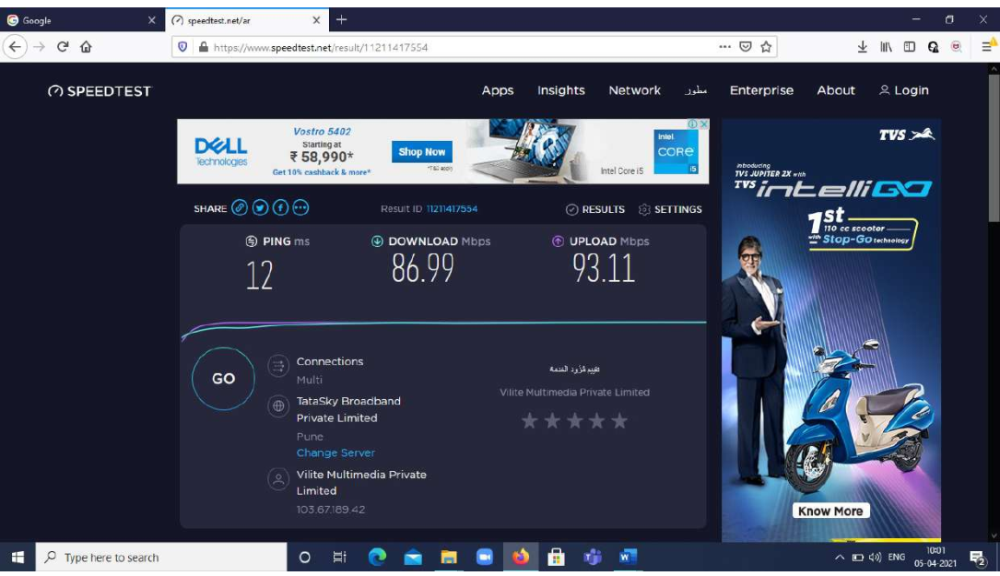 Google
speedtest.net/ar
https://www.speedtest.net/result/11211417554
SPEEDTEST
Apps Insights Network مطور Enterprise About Login
DELL
Technologies
Vostro 5402
Starting at
₹ 58,990*
Get 10% cashback & more*
Shop Now
*T&C apply
Intel Core i5
intel
CORE
i5
SHARE Result ID 11211417554 RESULTS SETTINGS
PING ms DOWNLOAD Mbps UPLOAD Mbps
12 86.99 93.11
GO
Connections
Multi
TataSky Broadband
Private Limited
Pune
Change Server
Vilite Multimedia Private
Limited
103.67.189.42
تقييم مُزود الخدمة
Vilite Multimedia Private Limited
TVS
Introducing
TVS JUPITER 2X with
TVS intelliGO
1st
110 cc scooter
with Stop-Go technology
Know More
Type here to search
ENG
10:01
05-04-2021
2